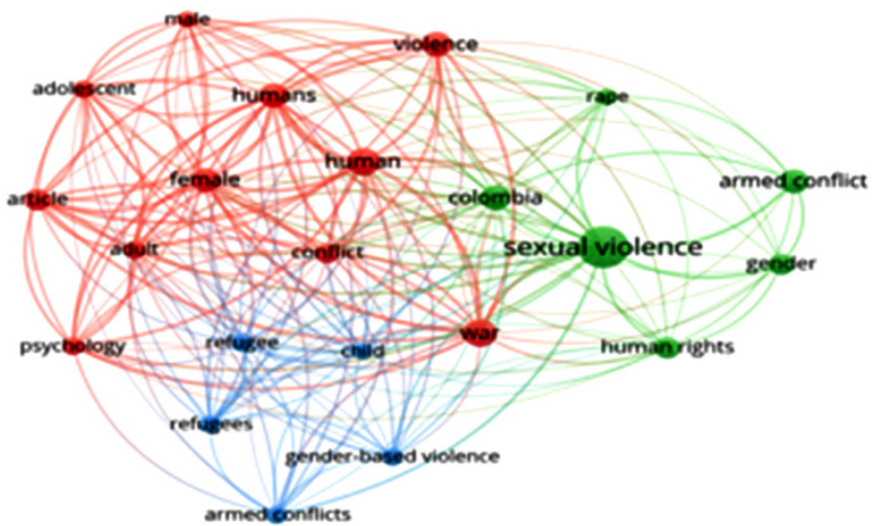 male
violence
adolescent
humans
rape
human
female
armed conflict
article
colombia
adult
conflict
sexual violence
gender
war
psychology
refugee
child
human rights
refugees
gender-based violence
armed conflicts